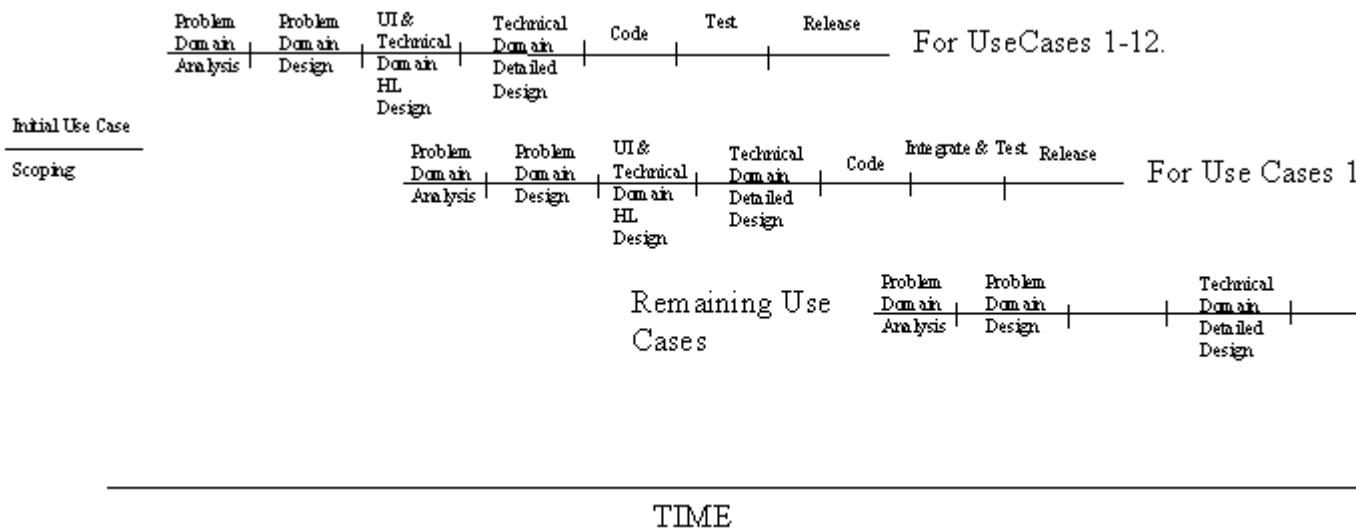 Problem
Domain
Analysis
Problem
Domain
Design
UI &
Technical
Domain
HL
Design
Technical
Domain
Detailed
Design
Code
Test
Release
For UseCases 1-12.
Initial Use Case
Scoping
Problem
Domain
Analysis
Problem
Domain
Design
UI &
Technical
Domain
HL
Design
Technical
Domain
Detailed
Design
Code
Integrate & Test
Release
For Use Cases 1
Remaining Use
Cases
Problem
Domain
Analysis
Problem
Domain
Design
Technical
Domain
Detailed
Design
TIME